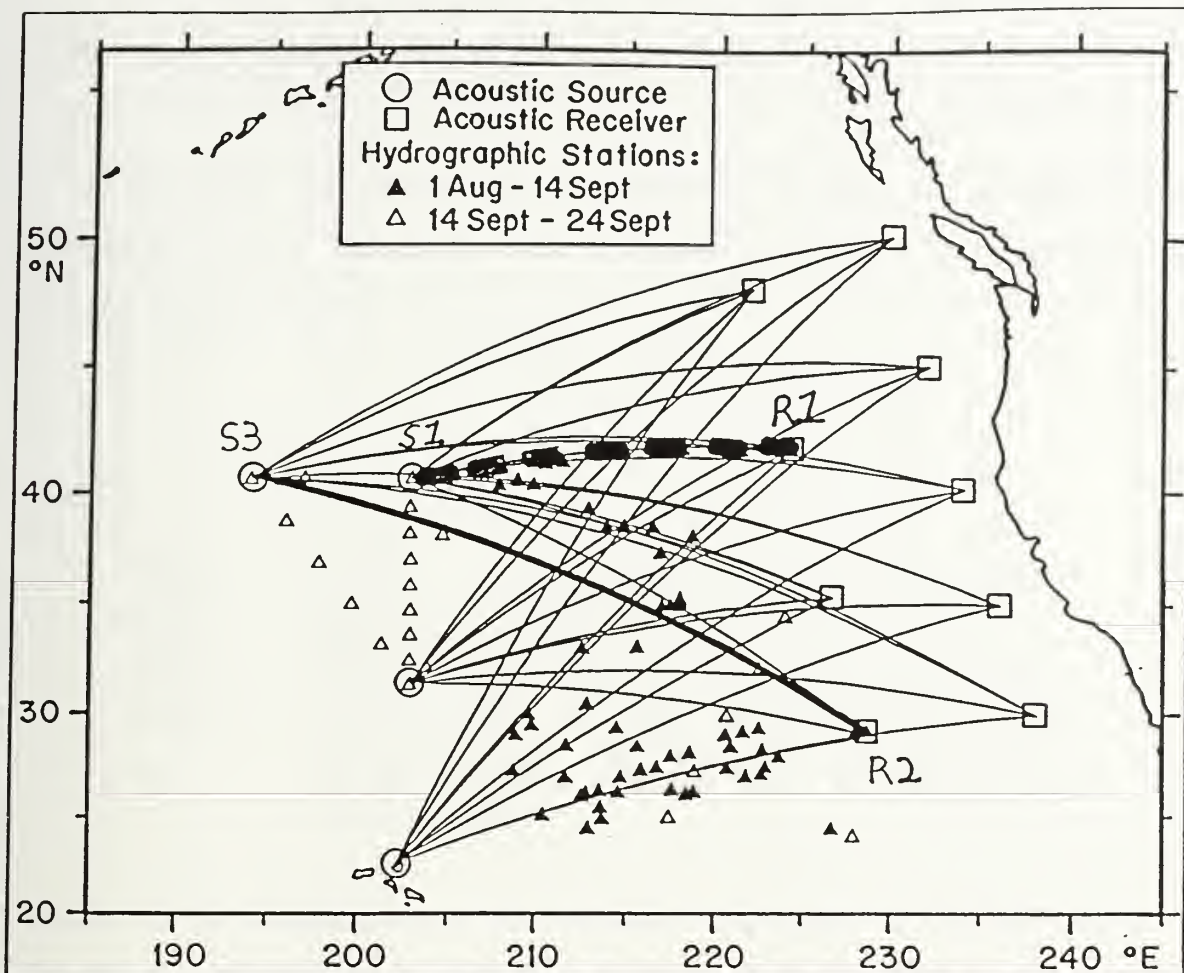 Acoustic Source
Acoustic Receiver
Hydrographic Stations:
1 Aug - 14 Sept
14 Sept - 24 Sept
50
°N
R1
S3
S1
40
30
R2
20
190
200
210
220
230
240
°E